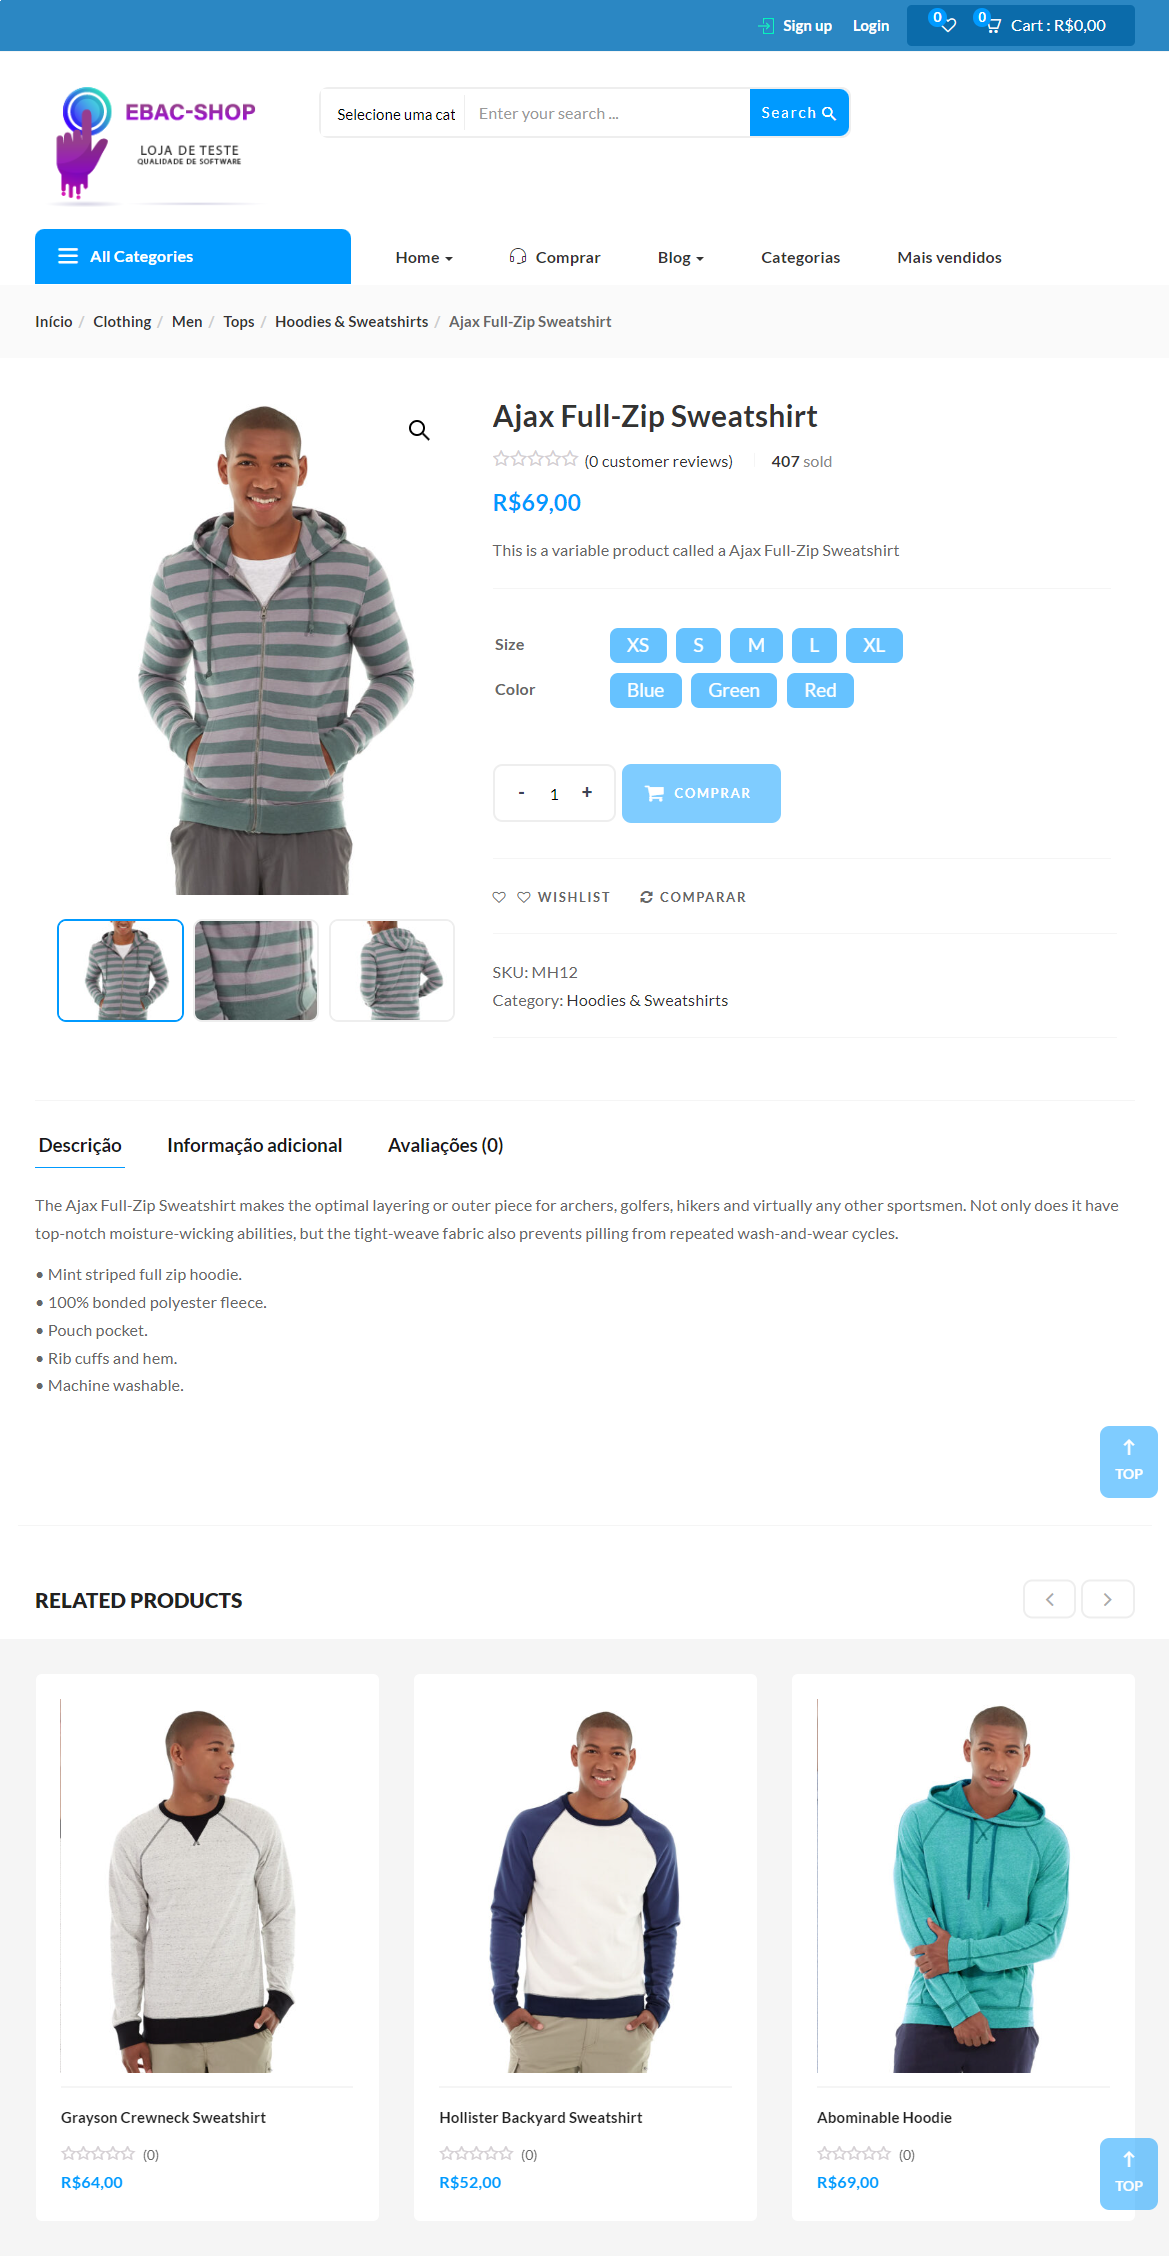 Sign up Login 0 0 Cart : R$0,00
EBAC-SHOP
LOJA DE TESTE
QUALIDADE DE SOFTWARE
Selecione uma cat Enter your search ... Search
All Categories Home Comprar Blog Categorias Mais vendidos
Início / Clothing / Men / Tops / Hoodies & Sweatshirts / Ajax Full-Zip Sweatshirt
Ajax Full-Zip Sweatshirt
(0 customer reviews) 407 sold
R$69,00
This is a variable product called a Ajax Full-Zip Sweatshirt
Size XS S M L XL
Color Blue Green Red
- 1 + COMPRAR
WISHLIST COMPARAR
SKU: MH12
Category: Hoodies & Sweatshirts
Descrição Informação adicional Avaliações (0)
The Ajax Full-Zip Sweatshirt makes the optimal layering or outer piece for archers, golfers, hikers and virtually any other sportsmen. Not only does it have
top-notch moisture-wicking abilities, but the tight-weave fabric also prevents pilling from repeated wash-and-wear cycles.
• Mint striped full zip hoodie.
• 100% bonded polyester fleece.
• Pouch pocket.
• Rib cuffs and hem.
• Machine washable.
TOP
RELATED PRODUCTS
Grayson Crewneck Sweatshirt Hollister Backyard Sweatshirt Abominable Hoodie
(0) (0) (0)
R$64,00 R$52,00 R$69,00
TOP